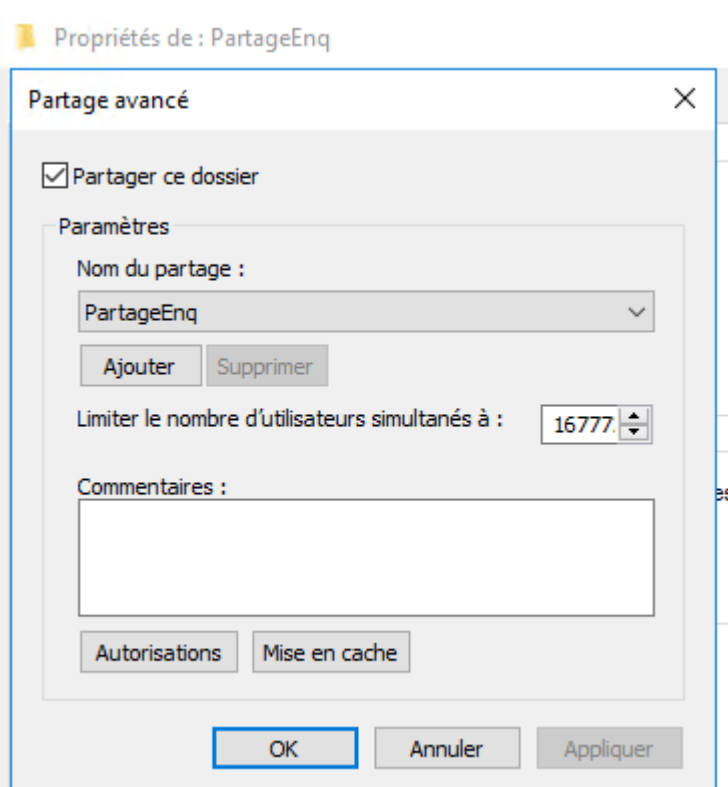 Propriétés de : PartageEnq
Partage avancé
Partager ce dossier
Paramètres
Nom du partage :
PartageEnq
Ajouter Supprimer
Limiter le nombre d'utilisateurs simultanés à : 16777
Commentaires :
Autorisations Mise en cache
OK Annuler Appliquer